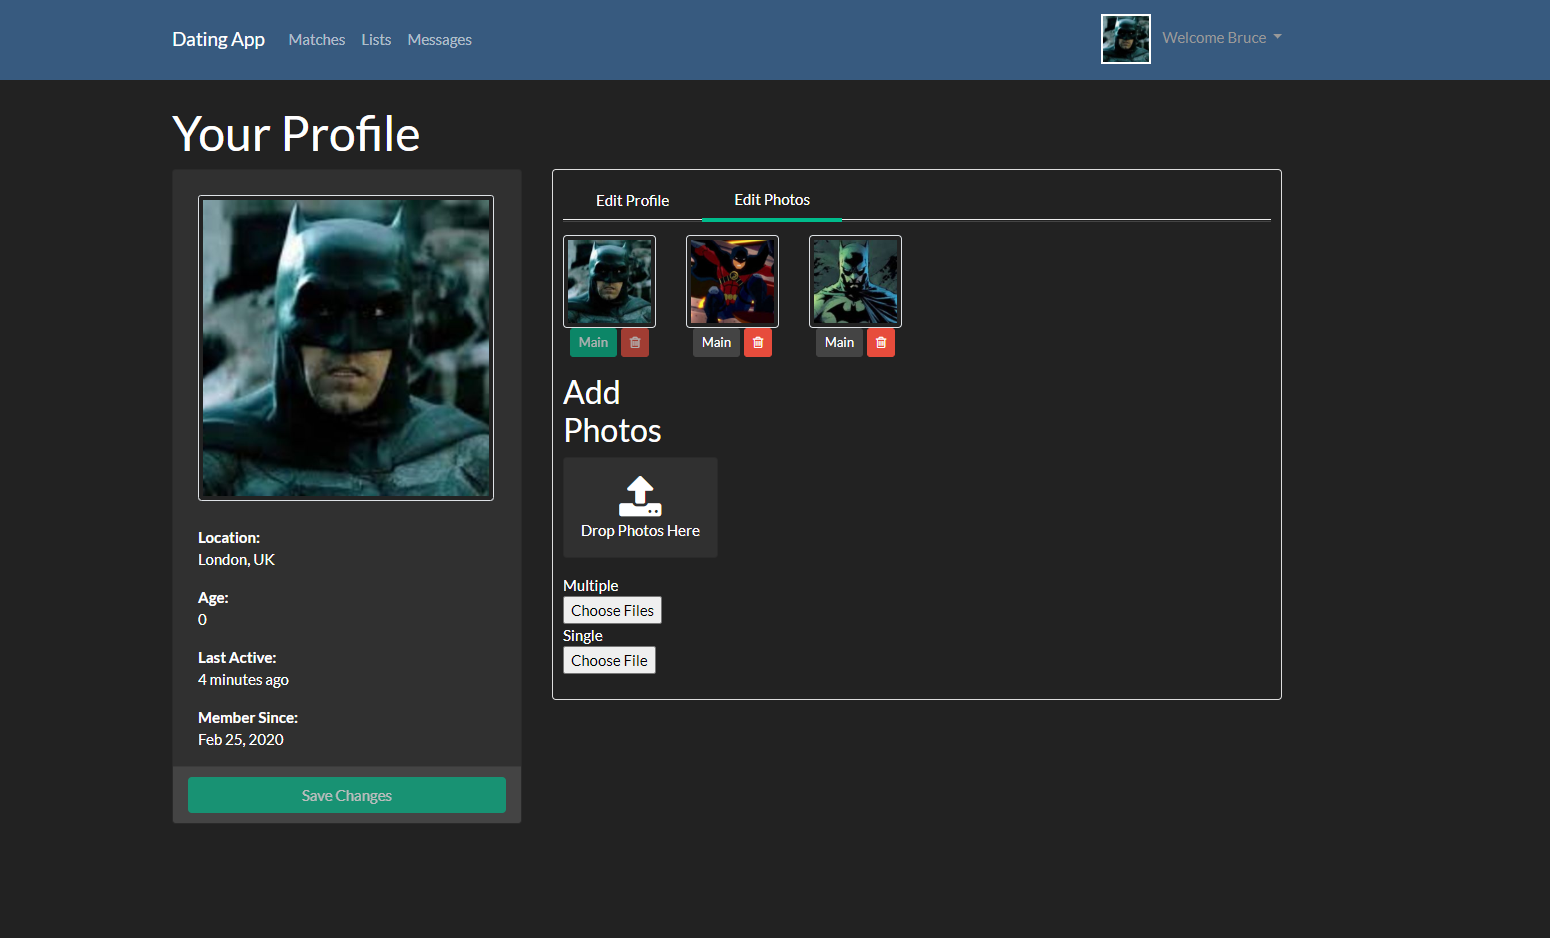 Dating App
Matches
Lists
Messages
Welcome Bruce
Your Profile
Location:
London, UK
Age:
0
Last Active:
4 minutes ago
Member Since:
Feb 25, 2020
Save Changes
Edit Profile
Edit Photos
Main
Main
Main
Add
Photos
Drop Photos Here
Multiple
Choose Files
Single
Choose File